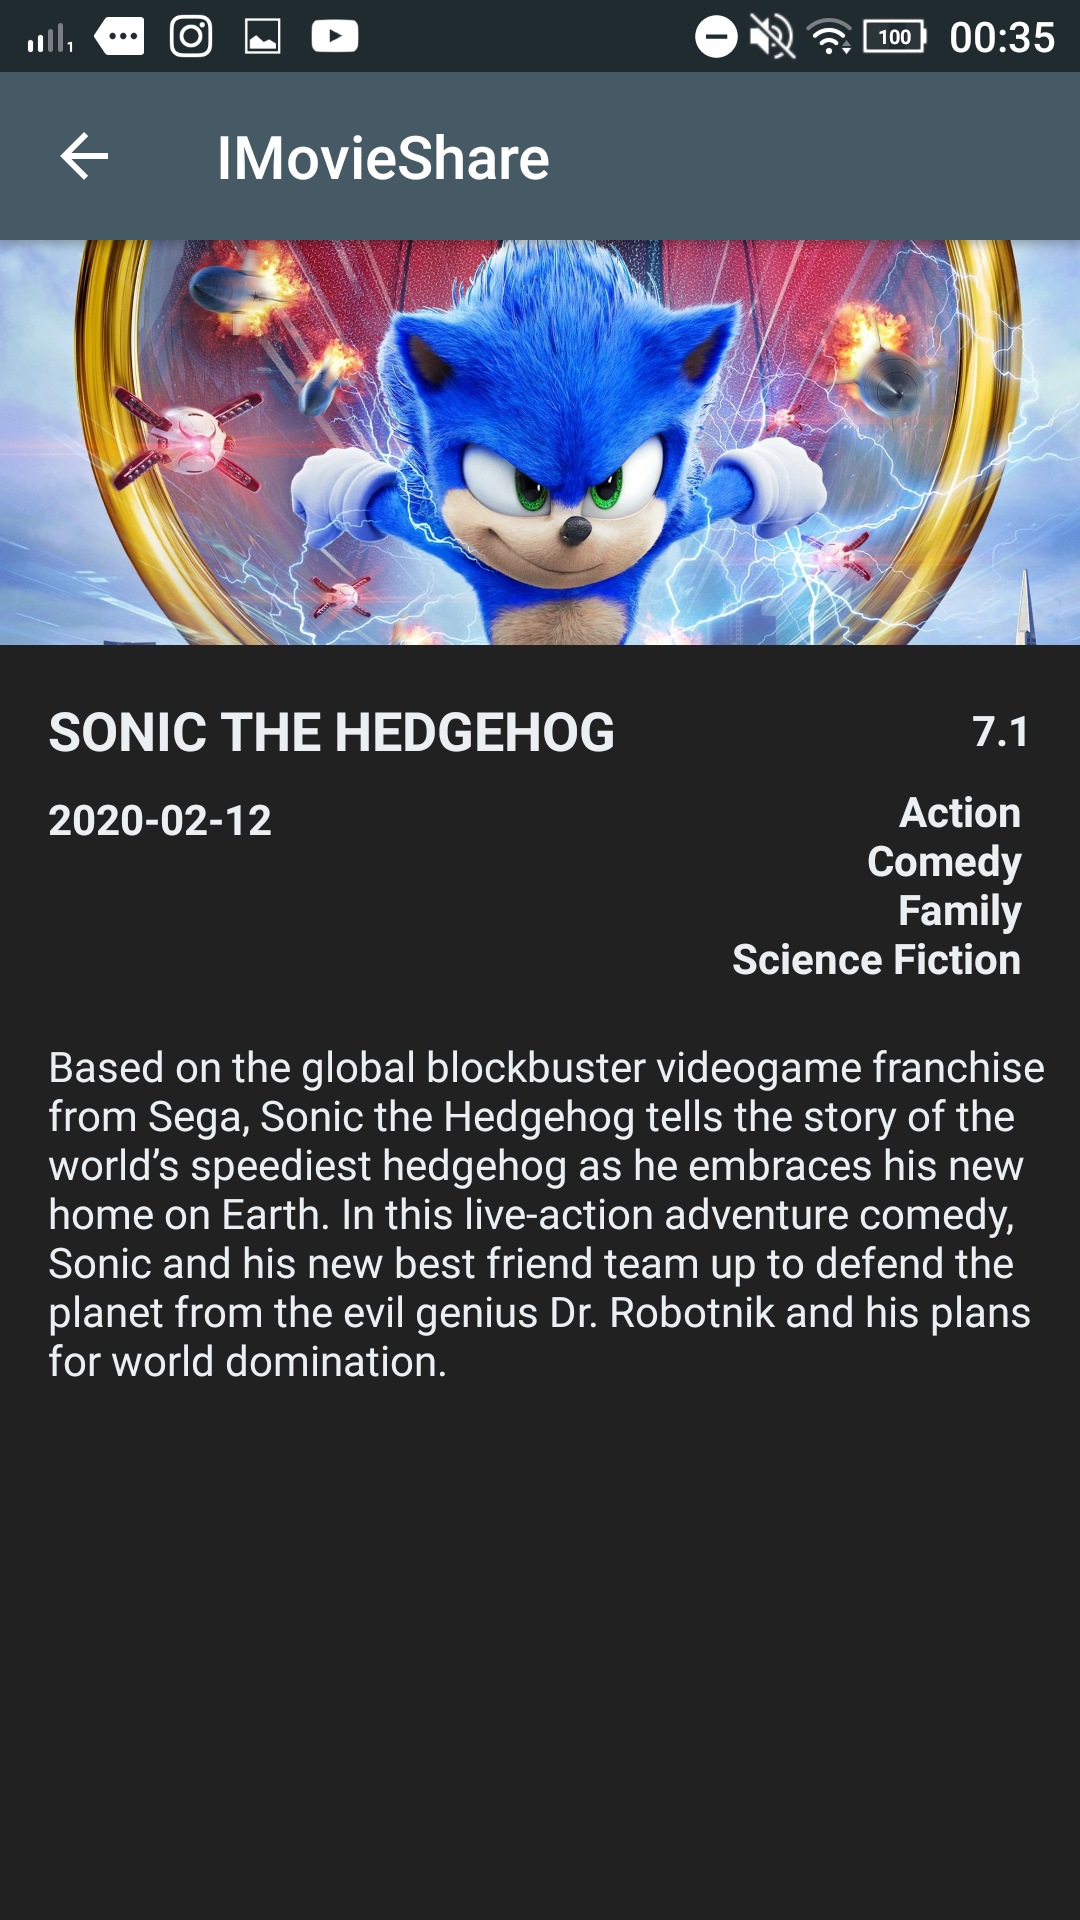 1 100 00:35
IMovieShare
SONIC THE HEDGEHOG 7.1
2020-02-12
Action
Comedy
Family
Science Fiction
Based on the global blockbuster videogame franchise
from Sega, Sonic the Hedgehog tells the story of the
world’s speediest hedgehog as he embraces his new
home on Earth. In this live-action adventure comedy,
Sonic and his new best friend team up to defend the
planet from the evil genius Dr. Robotnik and his plans
for world domination.